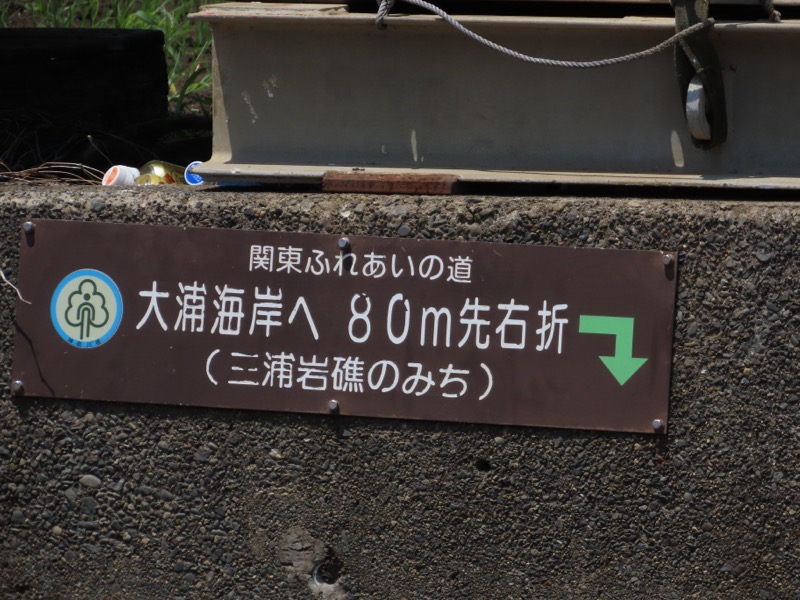 関東ふれあいの道
大浦海岸へ 80m先右折
(三浦岩礁のみち)